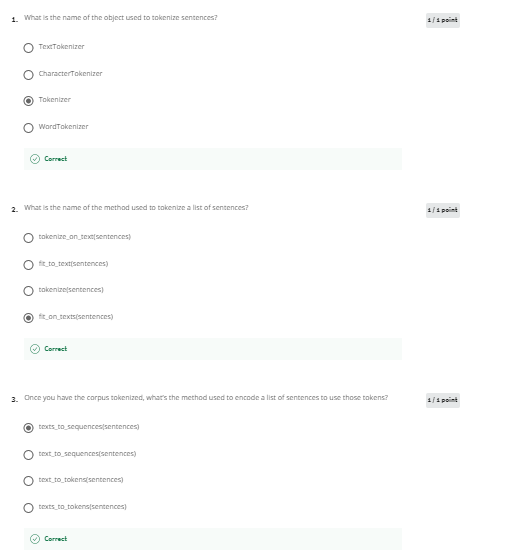 1. What is the name of the object used to tokenize sentences? 1 / 1 point
TextTokenizer
CharacterTokenizer
Tokenizer
WordTokenizer
Correct
2. What is the name of the method used to tokenize a list of sentences? 1 / 1 point
tokenize_on_text(sentences)
fit_to_text(sentences)
tokenize(sentences)
fit_on_texts(sentences)
Correct
3. Once you have the corpus tokenized, what's the method used to encode a list of sentences to use those tokens? 1 / 1 point
texts_to_sequences(sentences)
text_to_sequences(sentences)
text_to_tokens(sentences)
texts_to_tokens(sentences)
Correct